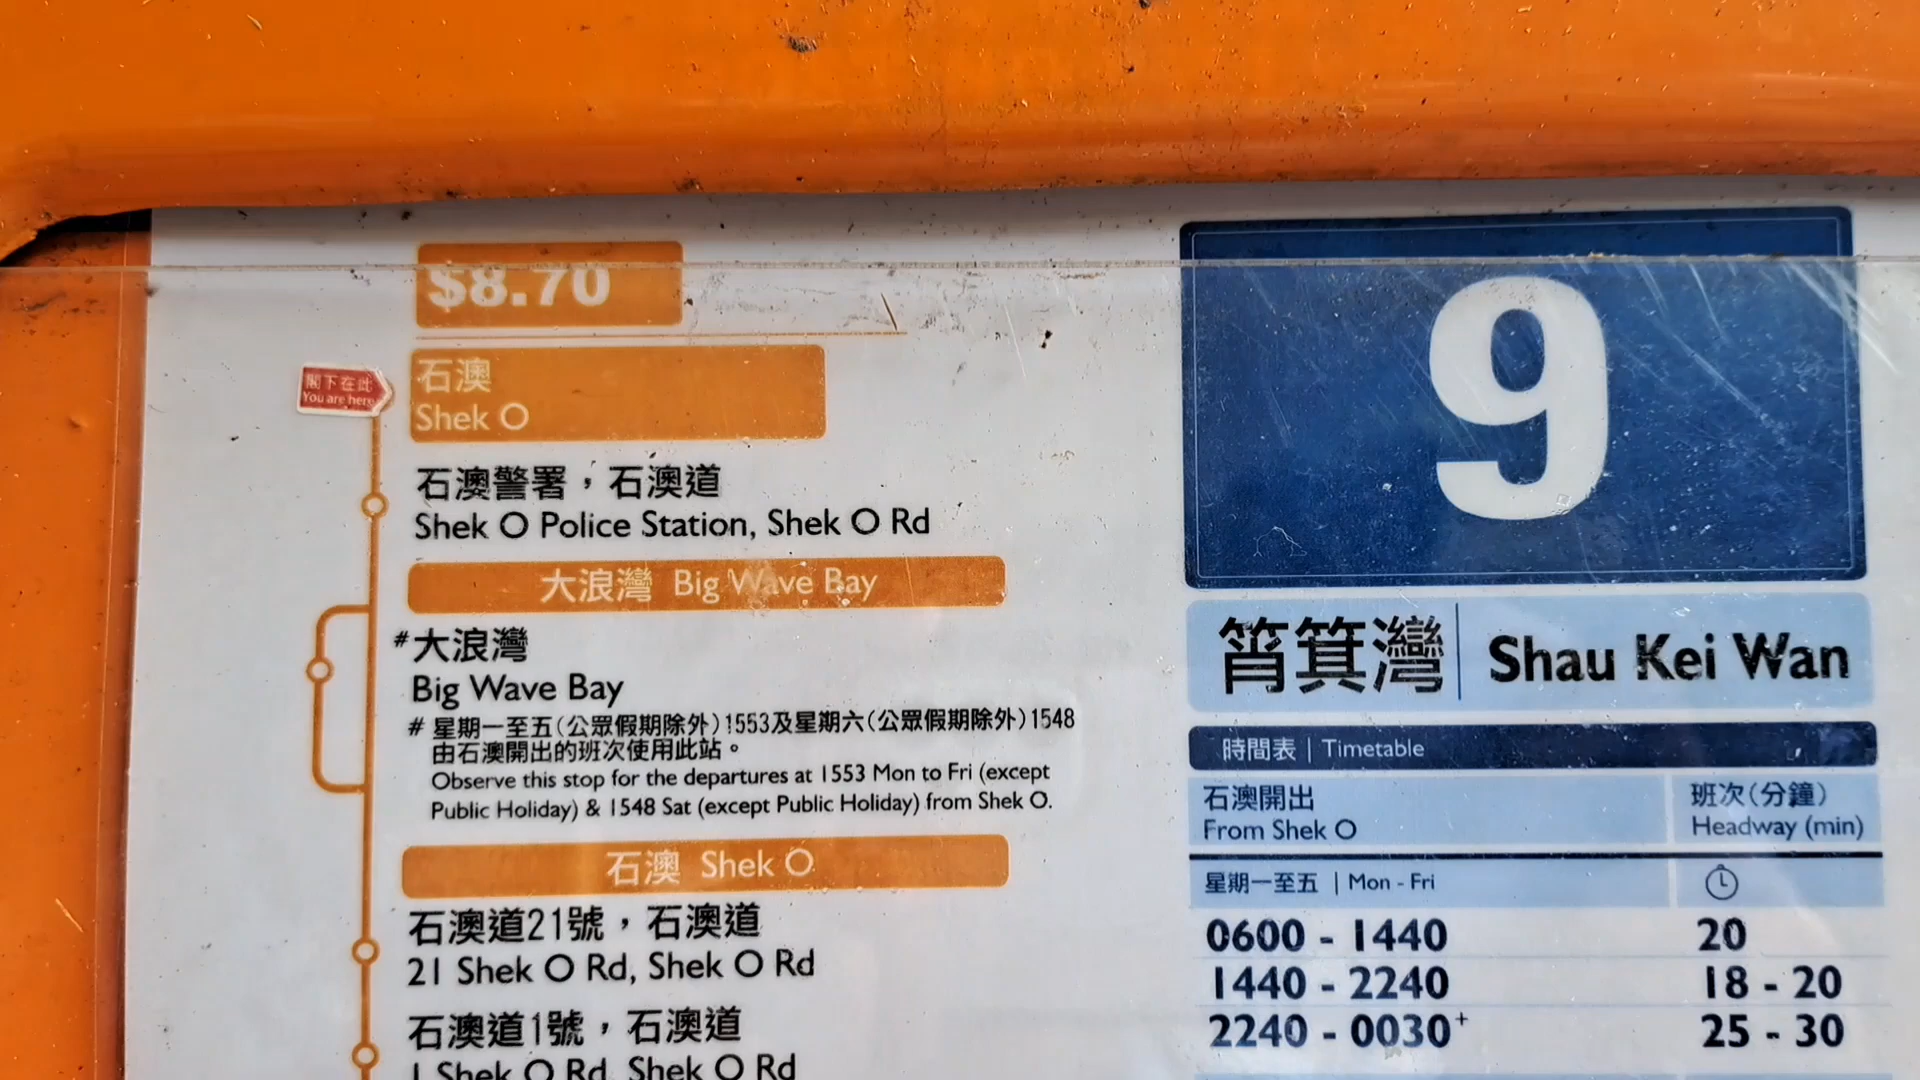 $8.70
閣下在此
You are here
石澳
Shek O
石澳警署，石澳道
Shek O Police Station, Shek O Rd
大浪灣 Big Wave Bay
#大浪灣
Big Wave Bay
# 星期一至五(公眾假期除外)1553及星期六(公眾假期除外)1548
由石澳開出的班次使用此站。
Observe this stop for the departures at 1553 Mon to Fri (except
Public Holiday) & 1548 Sat (except Public Holiday) from Shek O.
石澳 Shek O
石澳道21號，石澳道
21 Shek O Rd, Shek O Rd
石澳道1號，石澳道
1 Shek O Rd, Shek O Rd
9
筲箕灣 | Shau Kei Wan
時間表 | Timetable
石澳開出 班次(分鐘)
From Shek O Headway (min)
星期一至五 | Mon - Fri
0600 - 1440 20
1440 - 2240 18 - 20
2240 - 0030+ 25 - 30